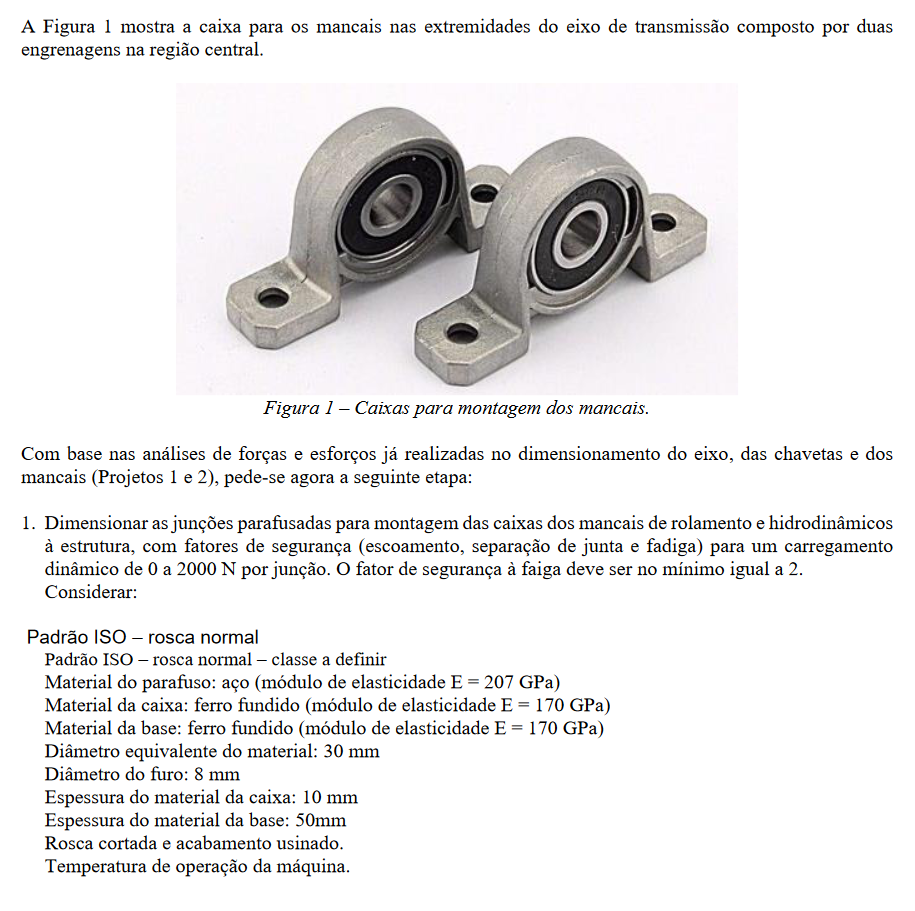 A Figura 1 mostra a caixa para os mancais nas extremidades do eixo de transmissão composto por duas
engrenagens na região central.
Figura 1 – Caixas para montagem dos mancais.
Com base nas análises de forças e esforços já realizadas no dimensionamento do eixo, das chavetas e dos
mancais (Projetos 1 e 2), pede-se agora a seguinte etapa:
1. Dimensionar as junções parafusadas para montagem das caixas dos mancais de rolamento e hidrodinâmicos
à estrutura, com fatores de segurança (escoamento, separação de junta e fadiga) para um carregamento
dinâmico de 0 a 2000 N por junção. O fator de segurança à faiga deve ser no mínimo igual a 2.
Considerar:
Padrão ISO – rosca normal
Padrão ISO – rosca normal – classe a definir
Material do parafuso: aço (módulo de elasticidade E = 207 GPa)
Material da caixa: ferro fundido (módulo de elasticidade E = 170 GPa)
Material da base: ferro fundido (módulo de elasticidade E = 170 GPa)
Diâmetro equivalente do material: 30 mm
Diâmetro do furo: 8 mm
Espessura do material da caixa: 10 mm
Espessura do material da base: 50mm
Rosca cortada e acabamento usinado.
Temperatura de operação da máquina.